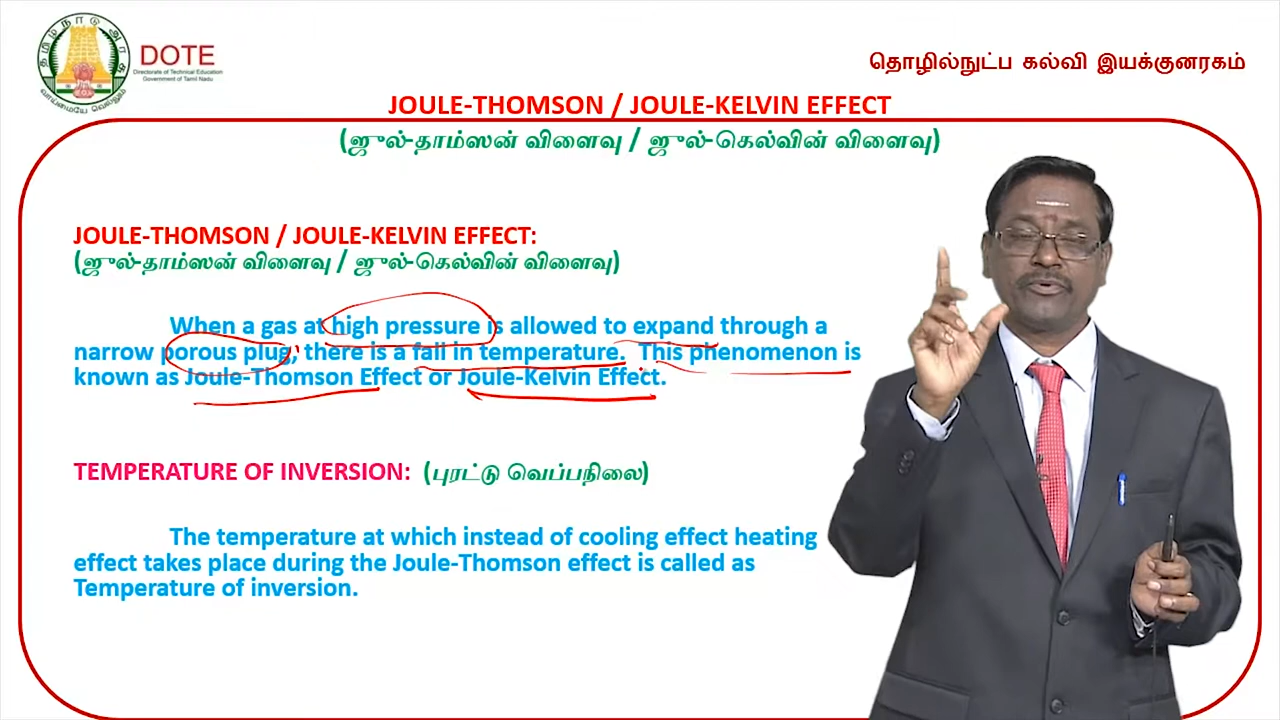 தமிழ்நாடு அரசு
வாய்மையே வெல்லும்
DOTE
Directorate of Technical Education
Government of Tamil Nadu
தொழில்நுட்ப கல்வி இயக்குனரகம்
JOULE-THOMSON / JOULE-KELVIN EFFECT
(ஜுல்-தாம்ஸன் விளைவு / ஜுல்-கெல்வின் விளைவு)
JOULE-THOMSON / JOULE-KELVIN EFFECT:
(ஜுல்-தாம்ஸன் விளைவு / ஜுல்-கெல்வின் விளைவு)
When a gas at high pressure is allowed to expand through a
narrow porous plug, there is a fall in temperature. This phenomenon is
known as Joule-Thomson Effect or Joule-Kelvin Effect.
TEMPERATURE OF INVERSION: (புரட்டு வெப்பநிலை)
The temperature at which instead of cooling effect heating
effect takes place during the Joule-Thomson effect is called as
Temperature of inversion.